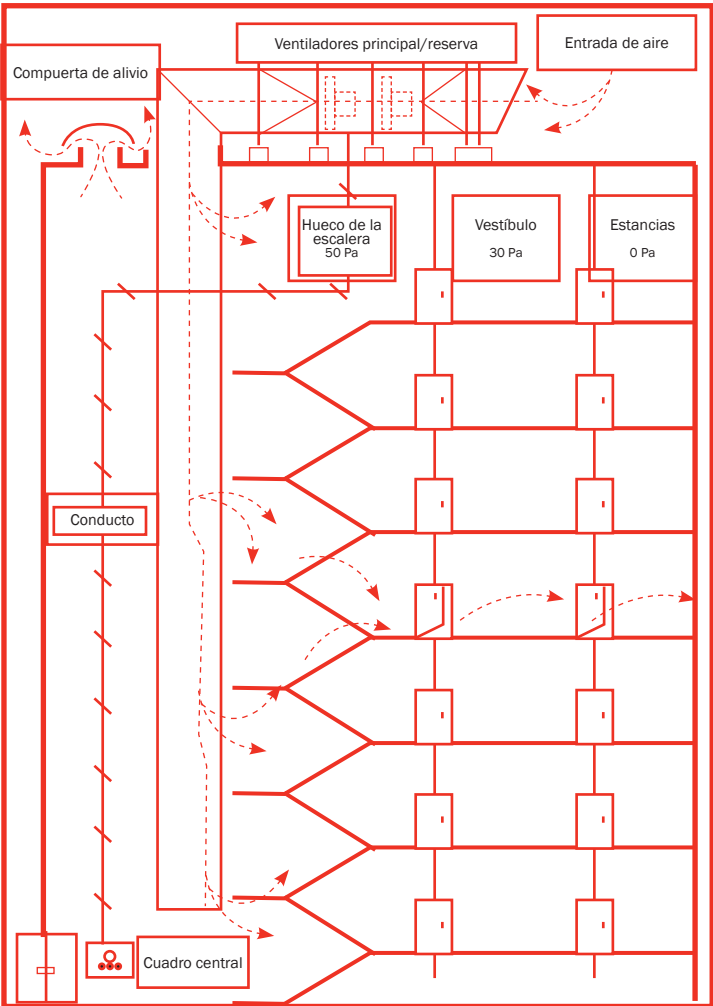 Ventiladores principal/reserva
Entrada de aire
Compuerta de alivio
Hueco de la
escalera
50 Pa
Vestíbulo
30 Pa
Estancias
0 Pa
Conducto
Cuadro central